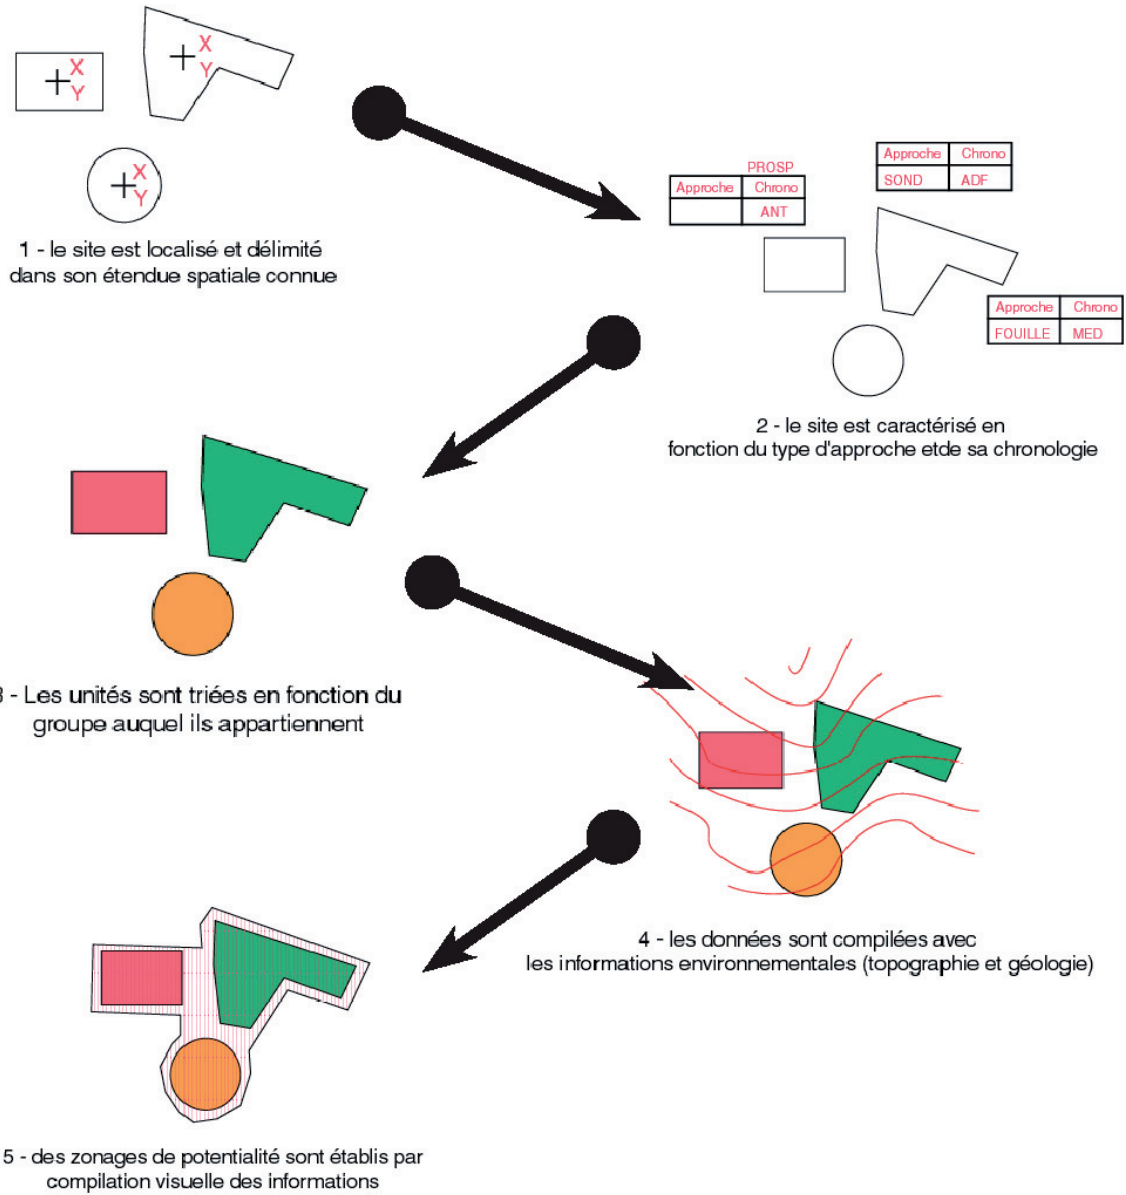 X
Y
X
Y
X
Y
1 - le site est localisé et délimité
dans son étendue spatiale connue
PROSP
Approche Chrono
ANT
Approche Chrono
SOND ADF
Approche Chrono
FOUILLE MED
2 - le site est caractérisé en
fonction du type d'approche etde sa chronologie
3 - Les unités sont triées en fonction du
groupe auquel ils appartiennent
4 - les données sont compilées avec
les informations environnementales (topographie et géologie)
5 - des zonages de potentialité sont établis par
compilation visuelle des informations